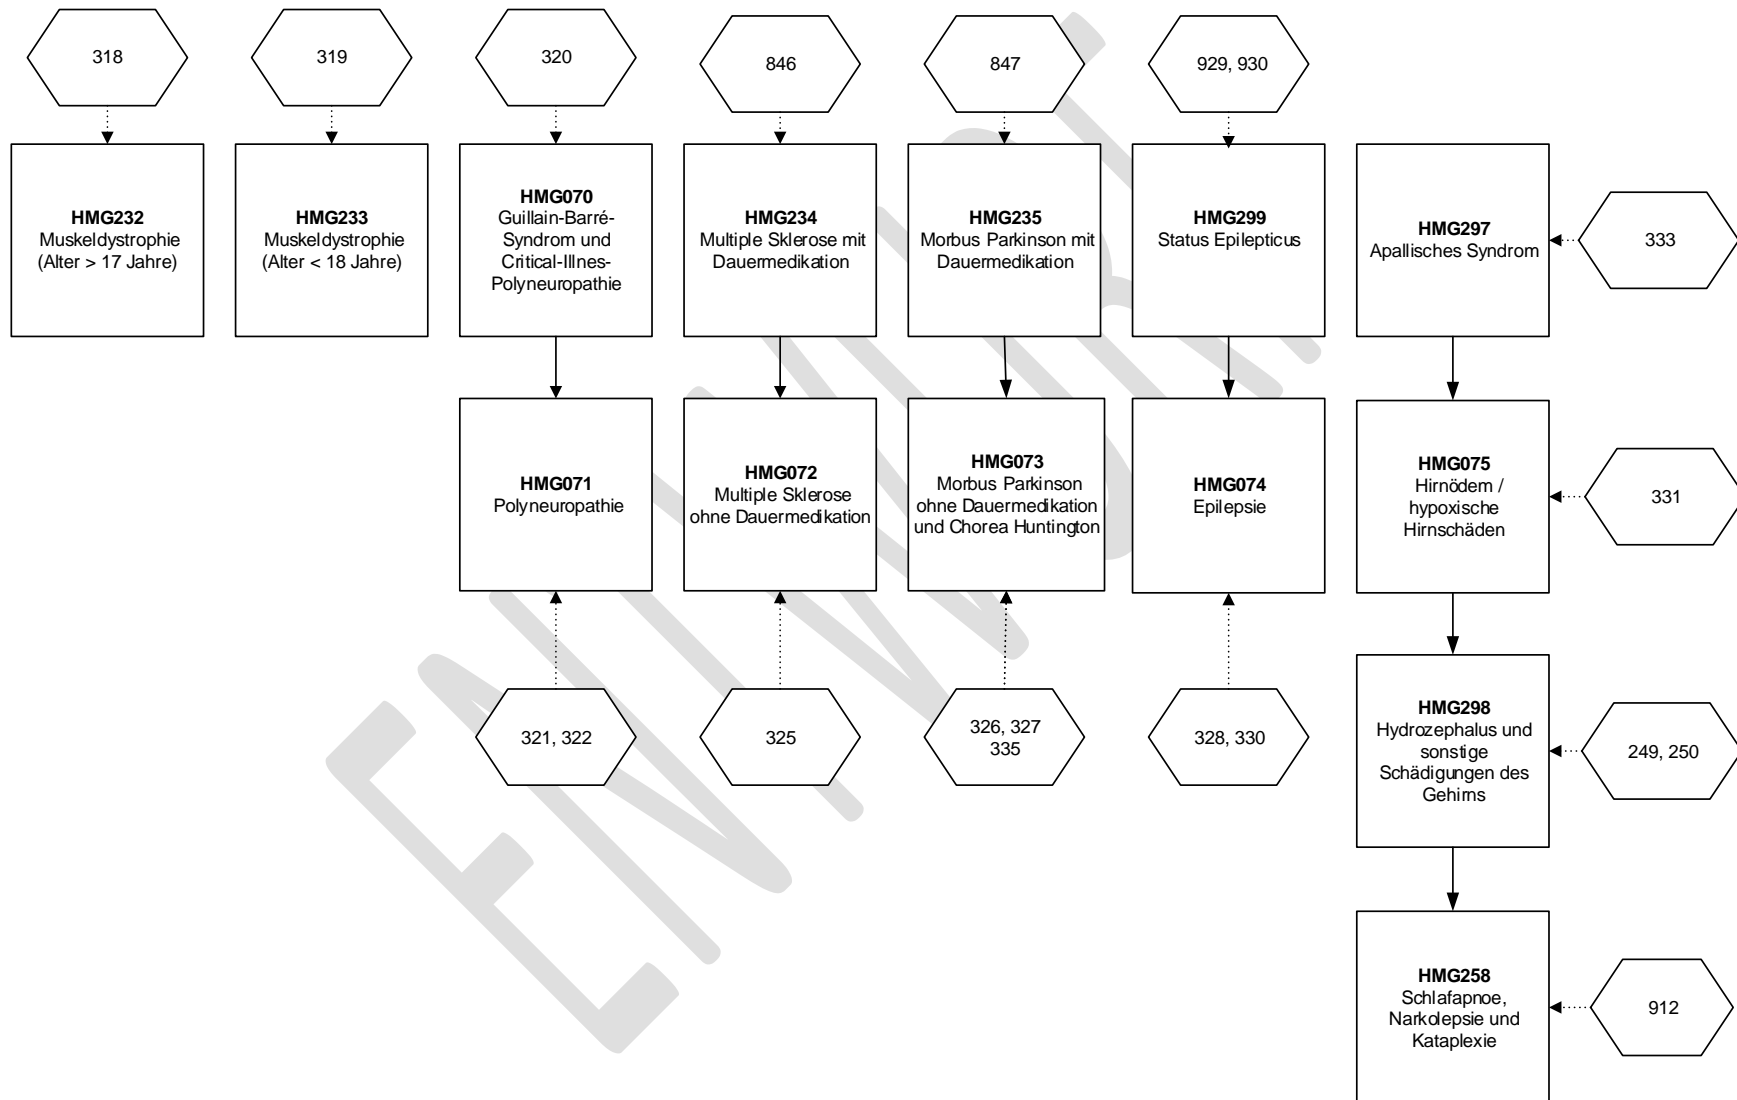 318
319
320
846
847
929, 930
HMG232
Muskeldystrophie
(Alter > 17 Jahre)
HMG233
Muskeldystrophie
(Alter < 18 Jahre)
HMG070
Guillain-Barré-
Syndrom und
Critical-Illnes-
Polyneuropathie
HMG234
Multiple Sklerose mit
Dauermedikation
HMG235
Morbus Parkinson mit
Dauermedikation
HMG299
Status Epilepticus
HMG297
Apallisches Syndrom
333
HMG071
Polyneuropathie
HMG072
Multiple Sklerose
ohne Dauermedikation
HMG073
Morbus Parkinson
ohne Dauermedikation
und Chorea Huntington
HMG074
Epilepsie
HMG075
Hirnödem /
hypoxische
Hirnschäden
331
321, 322
325
326, 327
335
328, 330
HMG298
Hydrozephalus und
sonstige
Schädigungen des
Gehirns
249, 250
HMG258
Schlafapnoe,
Narkolepsie und
Kataplexie
912
ENTWURF